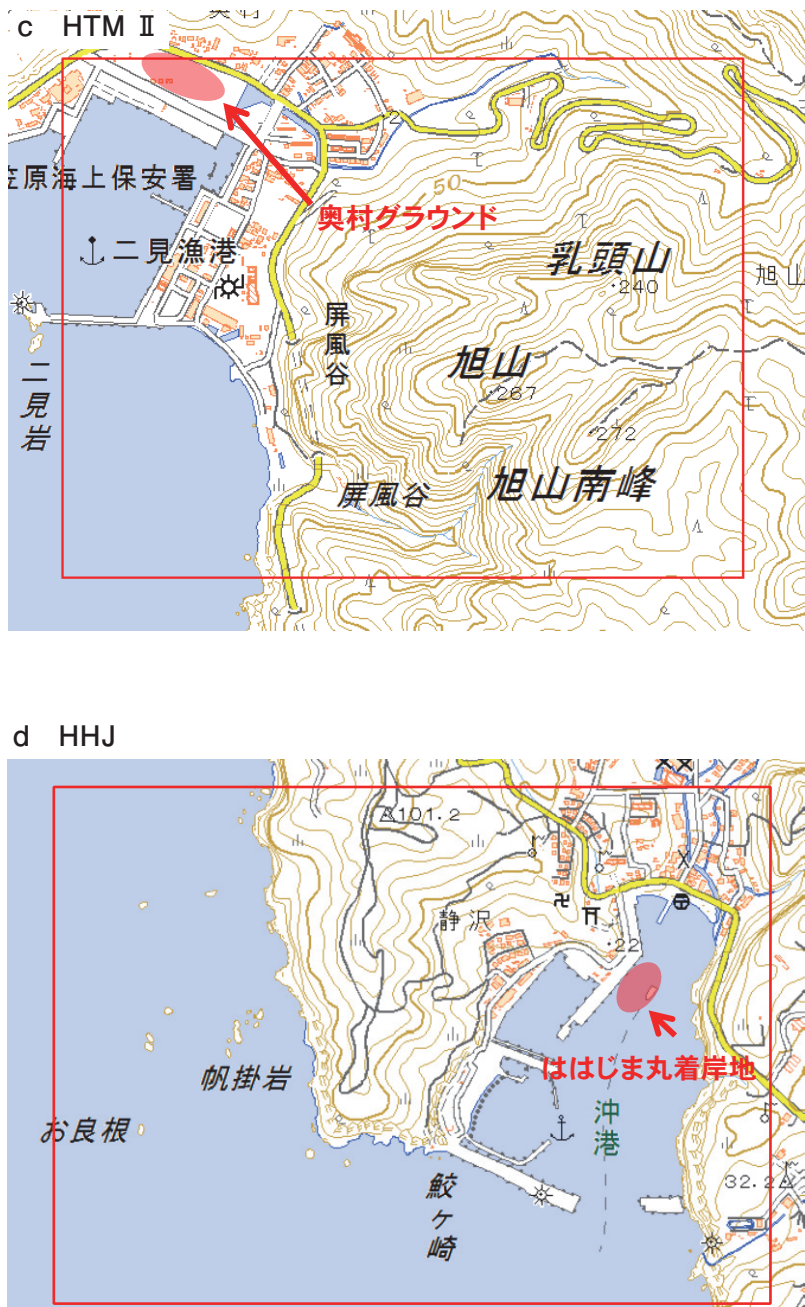 c HTM Ⅱ
笠原海上保安署
50
奥村グラウンド
二見漁港
乳頭山
240
旭山
屏風谷
旭山
267
二見岩
272
屏風谷
旭山南峰
d HHJ
101.2
静沢
22
帆掛岩
ははじま丸着岸地
お良根
沖港
鮫ヶ崎
32.2